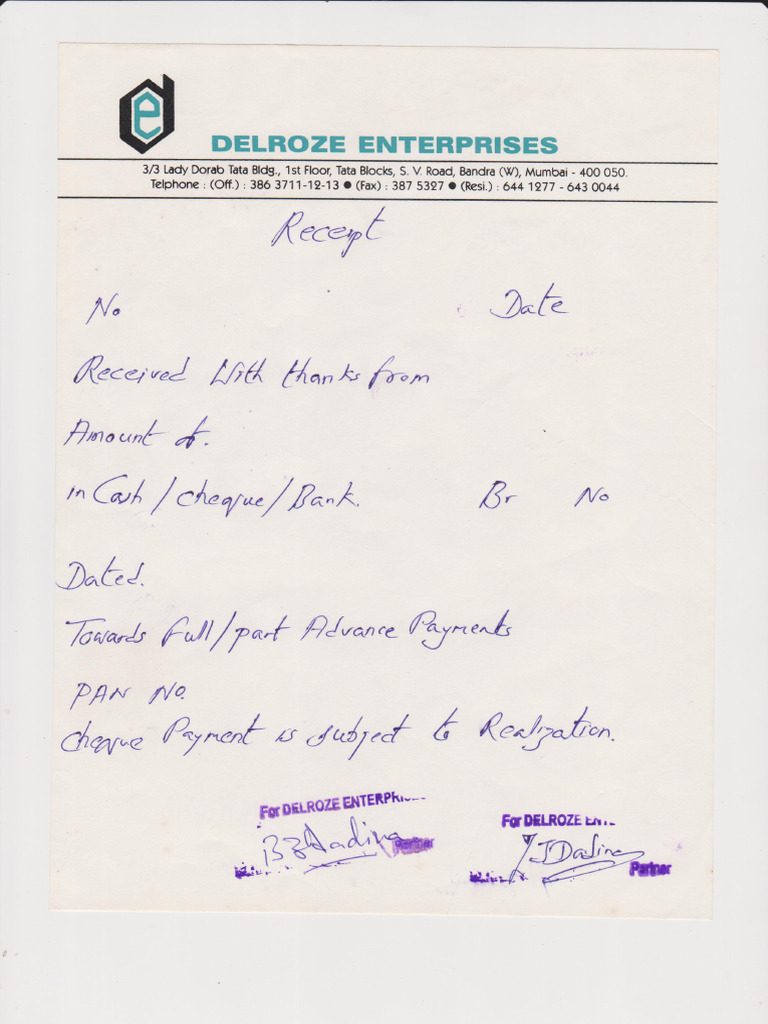 DELROZE ENTERPRISES
3/3 Lady Dorab Tata Bldg., 1st Floor, Tata Blocks, S. V. Road, Bandra (W), Mumbai - 400 050.
Telphone : (Off.) : 386 3711-12-13 ● (Fax) : 387 5327 ● (Resi.) : 644 1277 - 643 0044
Receipt
No Date
Received With thanks from
Amount of.
in Cash / Cheque / Bank. Br No
Dated.
Towards Full / part Advance Payments
PAN NO.
Cheque Payment is subject to Realization.
For DELROZE ENTERPRI
For DELROZE ENT
Partner
Partner